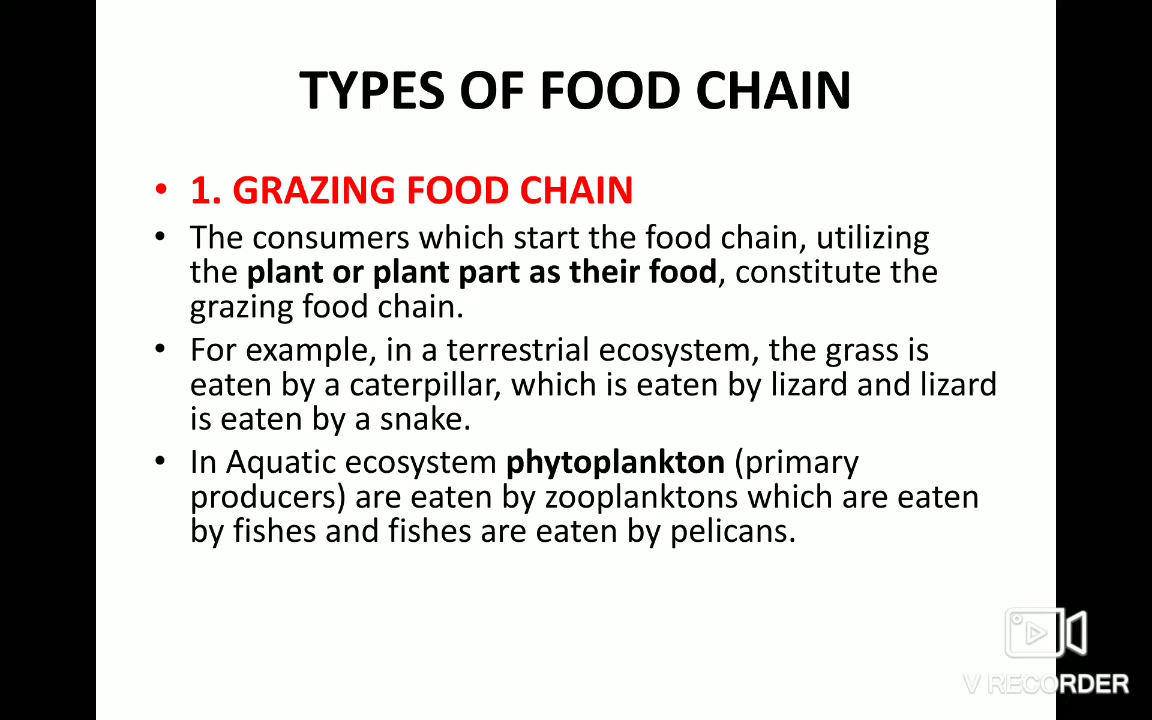 TYPES OF FOOD CHAIN
• 1. GRAZING FOOD CHAIN
• The consumers which start the food chain, utilizing
the plant or plant part as their food, constitute the
grazing food chain.
• For example, in a terrestrial ecosystem, the grass is
eaten by a caterpillar, which is eaten by lizard and lizard
is eaten by a snake.
• In Aquatic ecosystem phytoplankton (primary
producers) are eaten by zooplanktons which are eaten
by fishes and fishes are eaten by pelicans.
V RECORDER